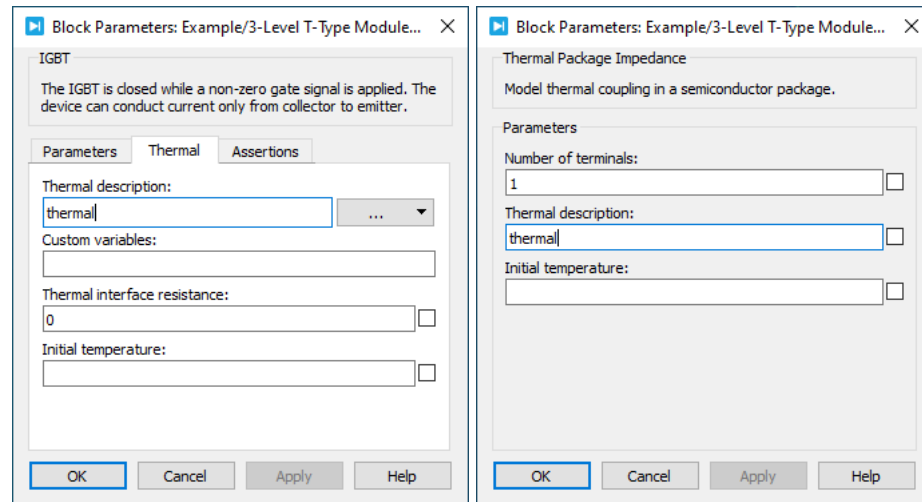 Block Parameters: Example/3-Level T-Type Module...
IGBT
The IGBT is closed while a non-zero gate signal is applied. The
device can conduct current only from collector to emitter.
Parameters
Thermal
Assertions
Thermal description:
thermal
...
Custom variables:
Thermal interface resistance:
0
Initial temperature:
OK
Cancel
Apply
Help
Block Parameters: Example/3-Level T-Type Module...
Thermal Package Impedance
Model thermal coupling in a semiconductor package.
Parameters
Number of terminals:
1
Thermal description:
thermal
Initial temperature:
OK
Cancel
Apply
Help